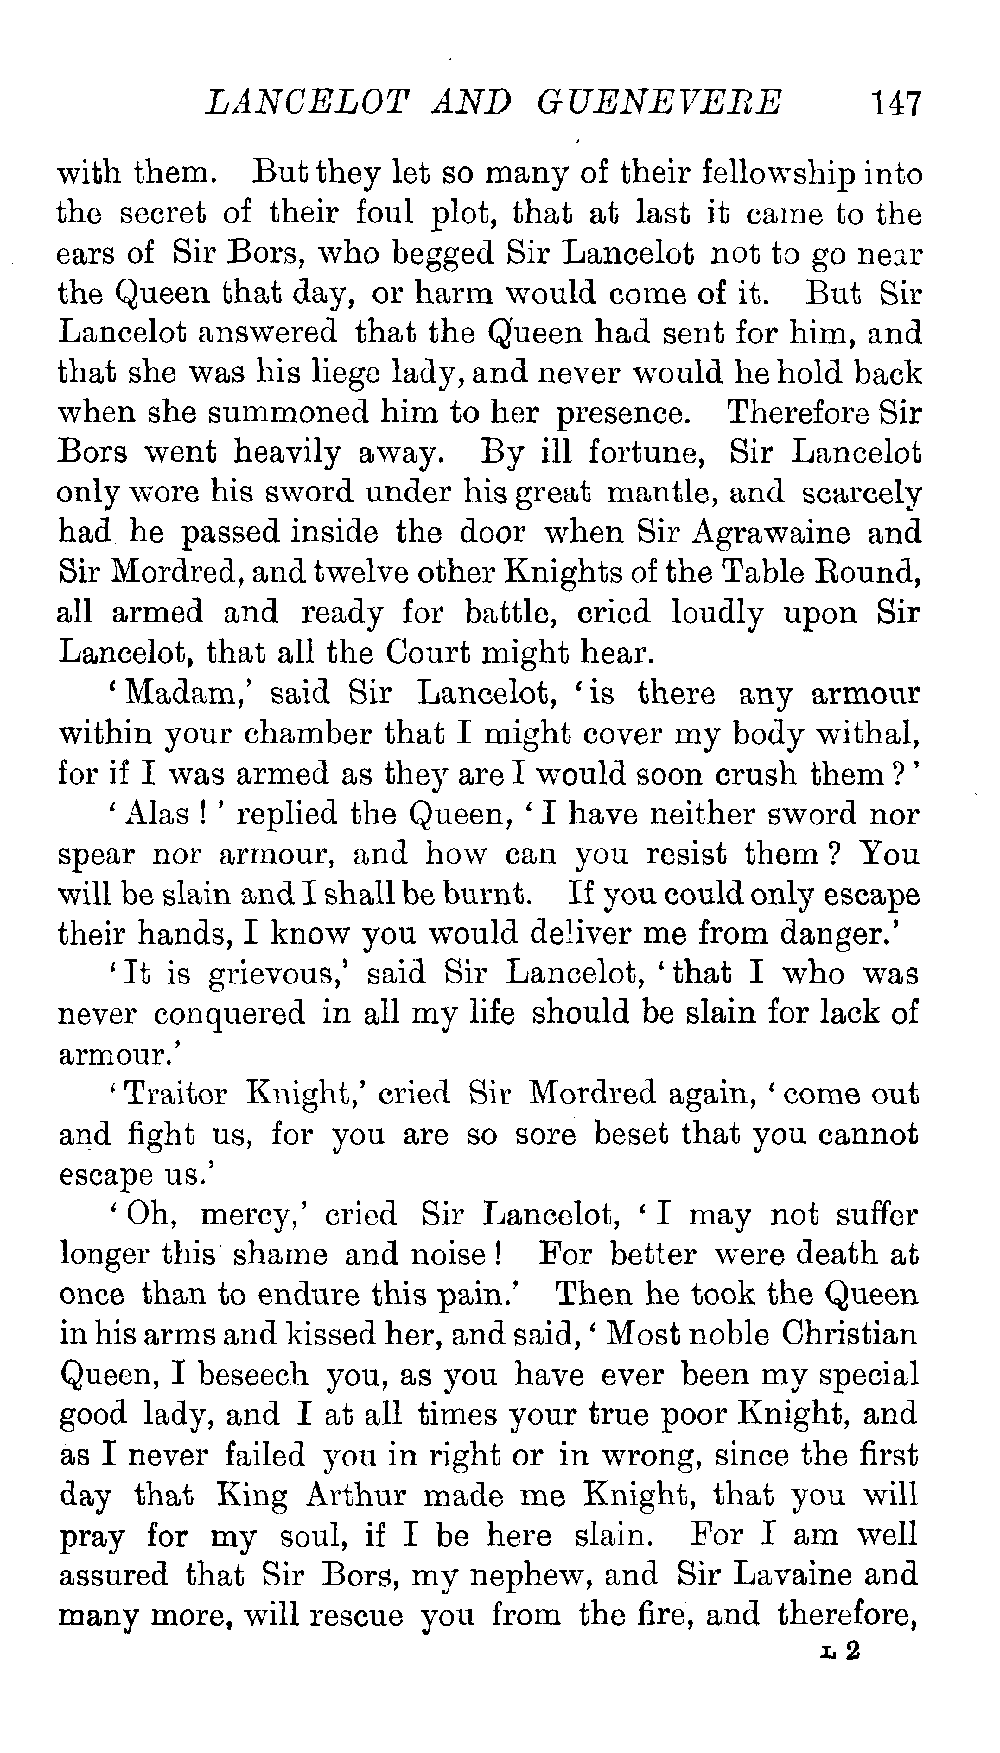 LANCELOT AND GUENEVERE 147
with them. But they let so many of their fellowship into
the secret of their foul plot, that at last it came to the
ears of Sir Bors, who begged Sir Lancelot not to go near
the Queen that day, or harm would come of it. But Sir
Lancelot answered that the Queen had sent for him, and
that she was his liege lady, and never would he hold back
when she summoned him to her presence. Therefore Sir
Bors went heavily away. By ill fortune, Sir Lancelot
only wore his sword under his great mantle, and scarcely
had he passed inside the door when Sir Agrawaine and
Sir Mordred, and twelve other Knights of the Table Round,
all armed and ready for battle, cried loudly upon Sir
Lancelot, that all the Court might hear.
‘Madam,’ said Sir Lancelot, ‘is there any armour
within your chamber that I might cover my body withal,
for if I was armed as they are I would soon crush them?’
‘Alas!’ replied the Queen, ‘I have neither sword nor
spear nor armour, and how can you resist them? You
will be slain and I shall be burnt. If you could only escape
their hands, I know you would deliver me from danger.’
‘It is grievous,’ said Sir Lancelot, ‘that I who was
never conquered in all my life should be slain for lack of
armour.’
‘Traitor Knight,’ cried Sir Mordred again, ‘come out
and fight us, for you are so sore beset that you cannot
escape us.’
‘Oh, mercy,’ cried Sir Lancelot, ‘I may not suffer
longer this shame and noise! For better were death at
once than to endure this pain.’ Then he took the Queen
in his arms and kissed her, and said, ‘Most noble Christian
Queen, I beseech you, as you have ever been my special
good lady, and I at all times your true poor Knight, and
as I never failed you in right or in wrong, since the first
day that King Arthur made me Knight, that you will
pray for my soul, if I be here slain. For I am well
assured that Sir Bors, my nephew, and Sir Lavaine and
many more, will rescue you from the fire, and therefore,
L 2